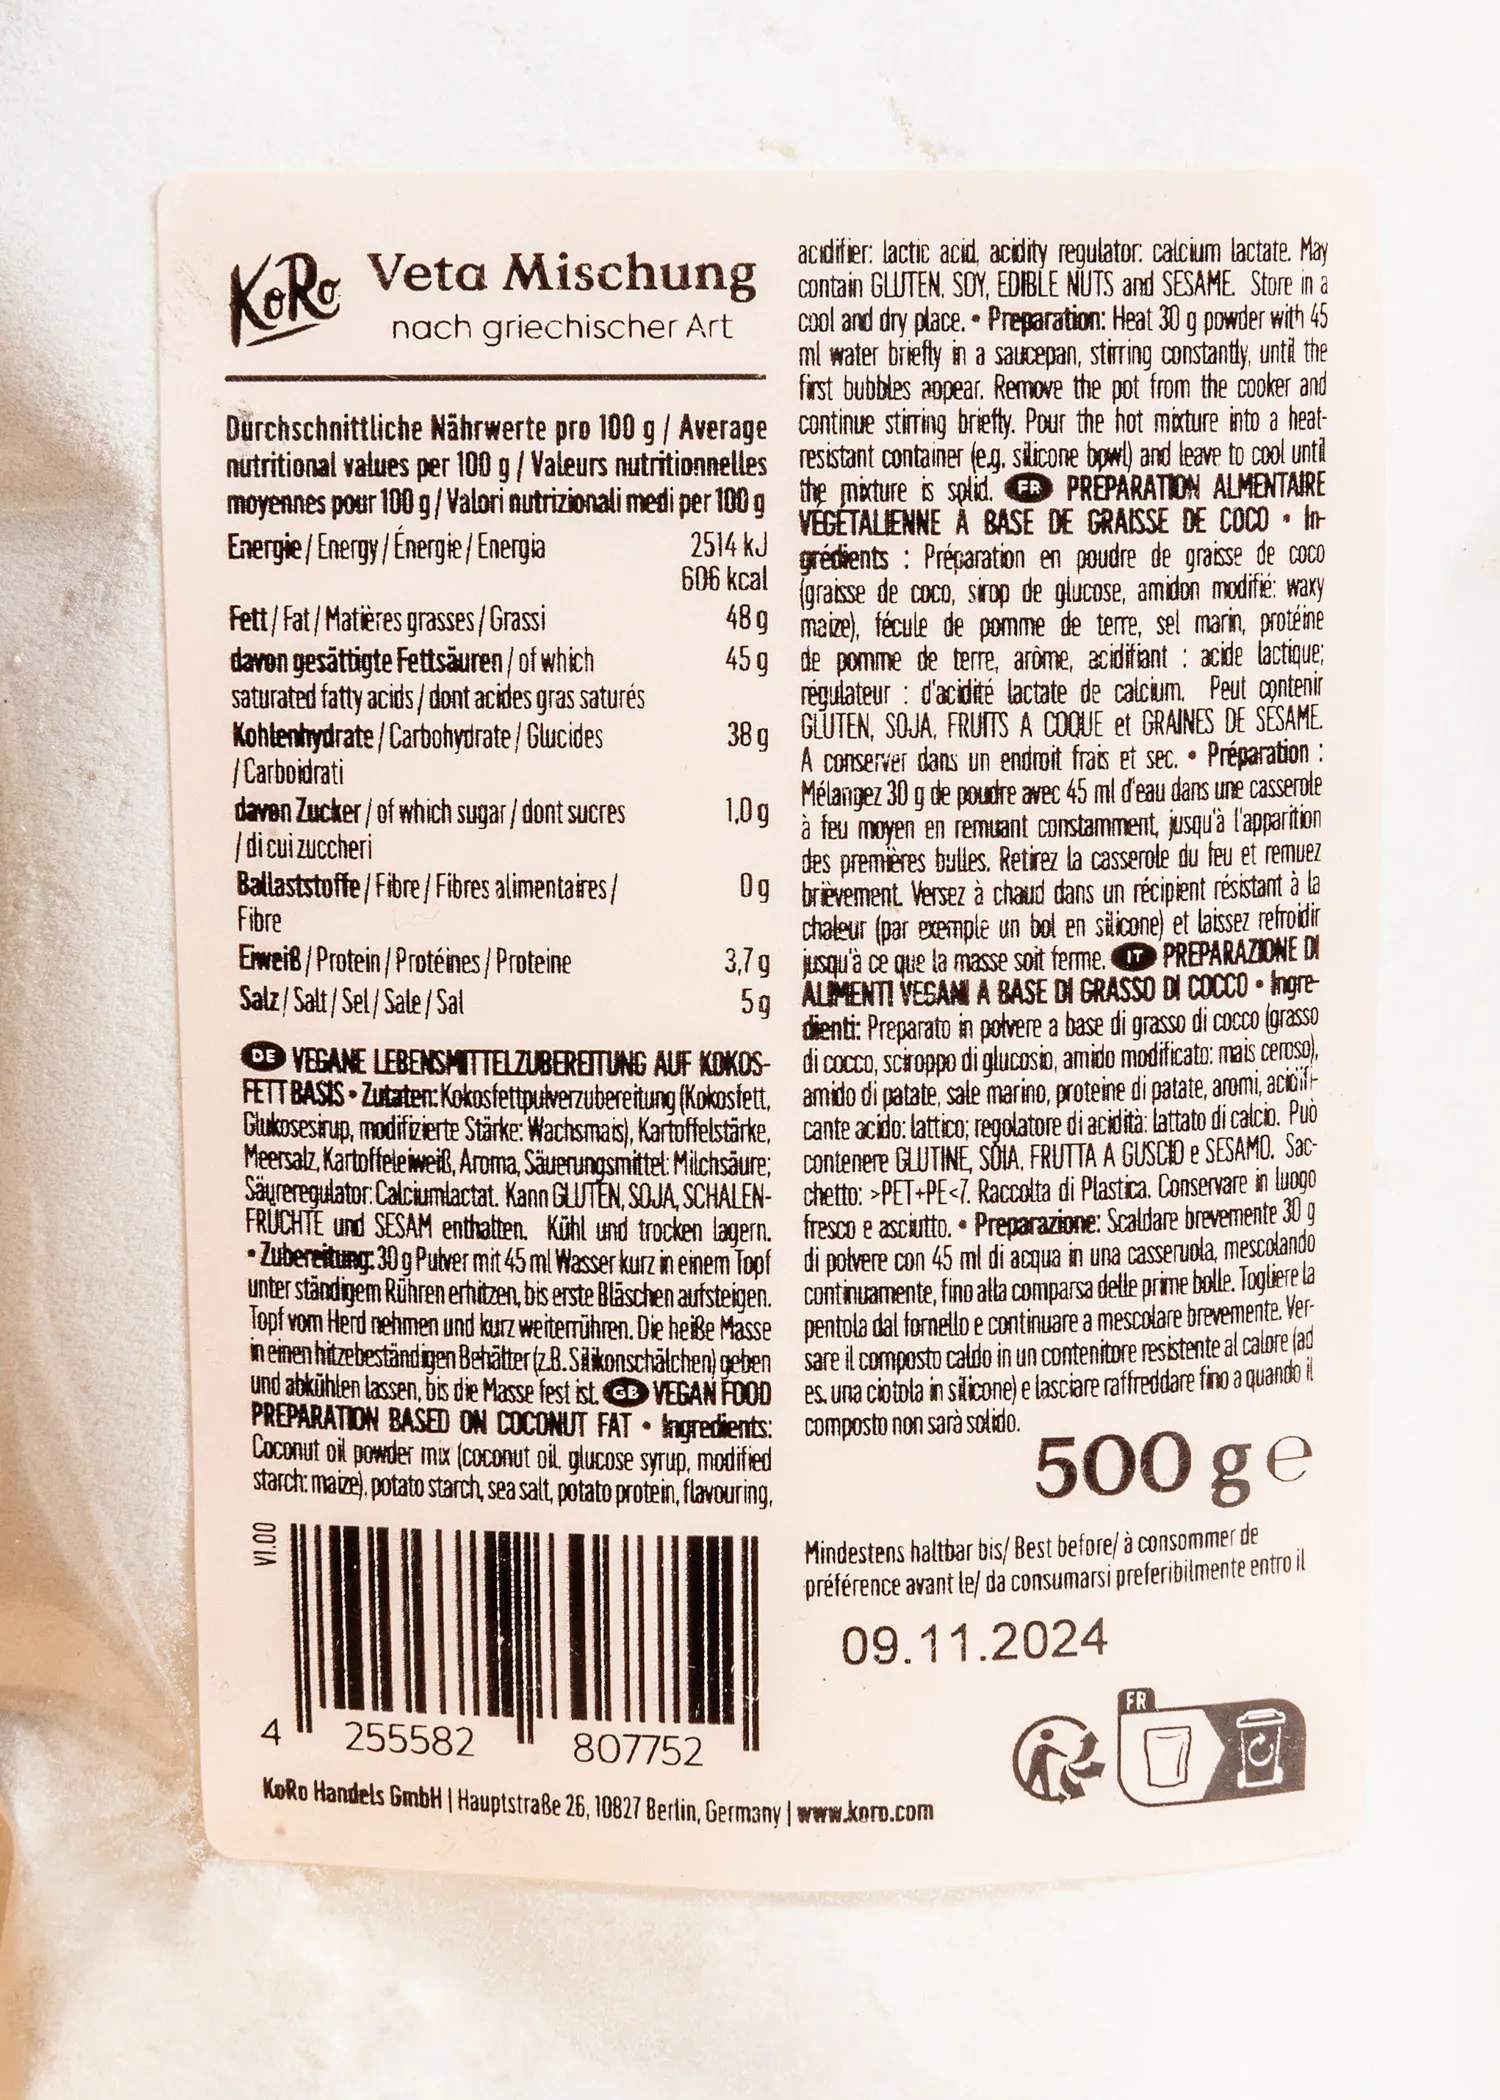 KoRo
Veta Mischung
nach griechischer Art
Durchschnittliche Nährwerte pro 100 g / Average
nutritional values per 100 g / Valeurs nutritionnelles
moyennes pour 100 g / Valori nutrizionali medi per 100 g
Energie / Energy / Énergie / Energia 2514 kJ
606 kcal
Fett / Fat / Matières grasses / Grassi 48 g
davon gesättigte Fettsäuren / of which 45 g
saturated fatty acids / dont acides gras saturés
Kohlenhydrate / Carbohydrate / Glucides 38 g
/ Carboidrati
davon Zucker / of which sugar / dont sucres 1,0 g
/ di cui zuccheri
Ballaststoffe / Fibre / Fibres alimentaires / 0 g
Fibre
Eiweiß / Protein / Protéines / Proteine 3,7 g
Salz / Salt / Sel / Sale / Sal 5 g
DE VEGANE LEBENSMITTELZUBEREITUNG AUF KOKOS-
FETT BASIS • Zutaten: Kokosfettpulverzubereitung (Kokosfett,
Glukosesirup, modifizierte Stärke: Wachsmais), Kartoffelstärke,
Meersalz, Kartoffeleiweiß, Aroma, Säuerungsmittel: Milchsäure;
Säureregulator: Calciumlactat. Kann GLUTEN, SOJA, SCHALEN-
FRÜCHTE und SESAM enthalten. Kühl und trocken lagern.
• Zubereitung: 30 g Pulver mit 45 ml Wasser kurz in einem Topf
unter ständigem Rühren erhitzen, bis erste Bläschen aufsteigen.
Topf vom Herd nehmen und kurz weiterrühren. Die heiße Masse
in einen hitzebeständigen Behälter (z.B. Silikonschälchen) geben
und abkühlen lassen, bis die Masse fest ist. GB VEGAN FOOD
PREPARATION BASED ON COCONUT FAT • Ingredients:
Coconut oil powder mix (coconut oil, glucose syrup, modified
starch: maize), potato starch, sea salt, potato protein, flavouring,
acidifier: lactic acid, acidity regulator: calcium lactate. May
contain GLUTEN, SOY, EDIBLE NUTS and SESAME. Store in a
cool and dry place. • Preparation: Heat 30 g powder with 45
ml water briefly in a saucepan, stirring constantly, until the
first bubbles appear. Remove the pot from the cooker and
continue stirring briefly. Pour the hot mixture into a heat-
resistant container (e.g. silicone bowl) and leave to cool until
the mixture is solid. FR PREPARATION ALMENTAIRE
VÉGÉTALIENNE À BASE DE GRAISSE DE COCO • In-
grédients : Préparation en poudre de graisse de coco
(graisse de coco, sirop de glucose, amidon modifié: waxy
maize), fécule de pomme de terre, sel marin, protéine
de pomme de terre, arôme, acidifiant : acide lactique;
régulateur : d'acidité lactate de calcium. Peut contenir
GLUTEN, SOJA, FRUITS A COQUE et GRAINES DE SÉSAME.
A conserver dans un endroit frais et sec. • Préparation :
Mélangez 30 g de poudre avec 45 ml d'eau dans une casserole
à feu moyen en remuant constamment, jusqu'à l'apparition
des premières bulles. Retirez la casserole du feu et remuez
brièvement. Versez à chaud dans un récipient résistant à la
chaleur (par exemple un bol en silicone) et laissez refroidir
jusqu'à ce que la masse soit ferme. IT PREPARAZIONE DI
ALIMENTI VEGANI A BASE DI GRASSO DI COCCO • Ingre-
dienti: Preparato in polvere a base di grasso di cocco (grasso
di cocco, sciroppo di glucosio, amido modificato: mais ceroso),
amido di patate, sale marino, proteine di patate, aromi, acidifi-
cante acido: lattico; regolatore di acidità: lattato di calcio. Può
contenere GLUTINE, SOIA, FRUTTA A GUSCIO e SESAMO. Sac-
chetto: >PET+PE<7. Raccolta di Plastica. Conservare in luogo
fresco e asciutto. • Preparazione: Scaldare brevemente 30 g
di polvere con 45 ml di acqua in una casseruola, mescolando
continuamente, fino alla comparsa delle prime bolle. Togliere la
pentola dal fornello e continuare a mescolare brevemente. Ver-
sare il composto caldo in un contenitore resistente al calore (ad
es. una ciotola in silicone) e lasciare raffreddare fino a quando il
composto non sarà solido.
500 g e
Mindestens haltbar bis/ Best before/ à consommer de
préférence avant le/ da consumarsi preferibilmente entro il
09.11.2024
FR
V1.00
4 255582 807752
KoRo Handels GmbH | Hauptstraße 26, 10827 Berlin, Germany | www.koro.com